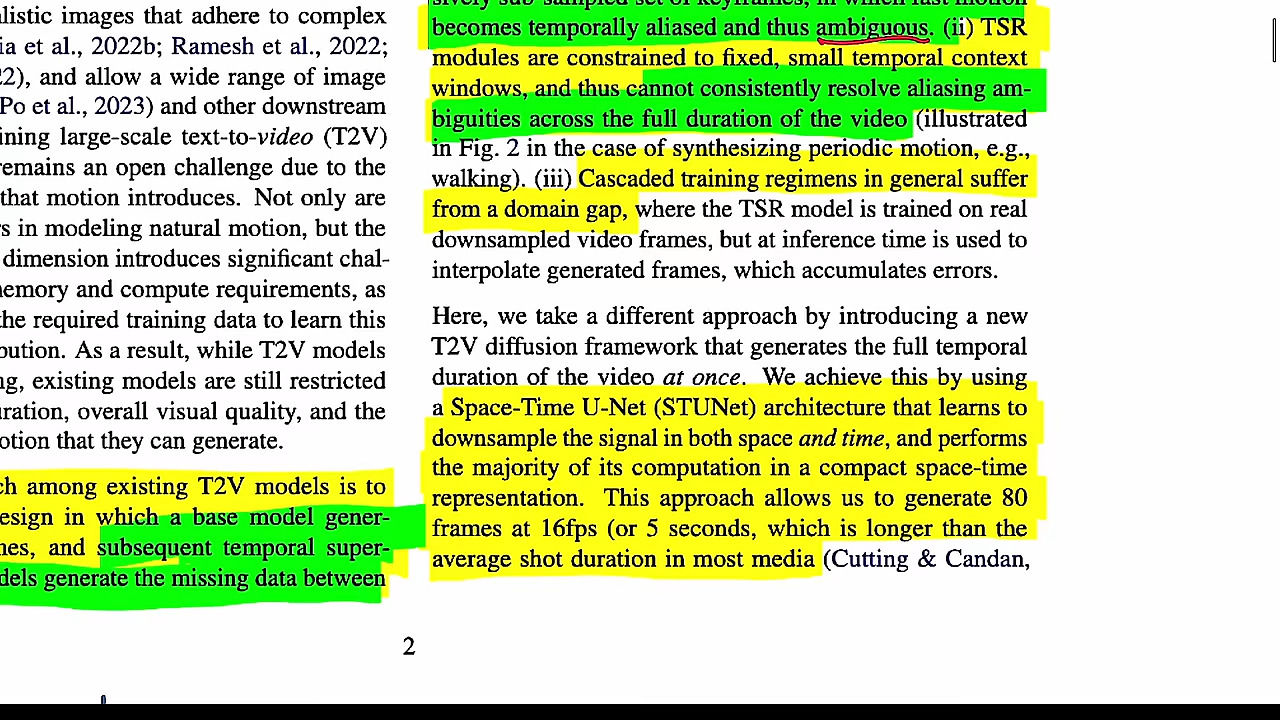 listic images that adhere to complex
ia et al., 2022b; Ramesh et al., 2022;
22), and allow a wide range of image
Po et al., 2023) and other downstream
ining large-scale text-to-video (T2V)
remains an open challenge due to the
that motion introduces. Not only are
s in modeling natural motion, but the
dimension introduces significant chal-
emory and compute requirements, as
the required training data to learn this
bution. As a result, while T2V models
ng, existing models are still restricted
uration, overall visual quality, and the
otion that they can generate.
ch among existing T2V models is to
esign in which a base model gener-
nes, and subsequent temporal super-
dels generate the missing data between
sively sub-sampled set of keyframes, in which fast motion
becomes temporally aliased and thus ambiguous. (ii) TSR
modules are constrained to fixed, small temporal context
windows, and thus cannot consistently resolve aliasing am-
biguities across the full duration of the video (illustrated
in Fig. 2 in the case of synthesizing periodic motion, e.g.,
walking). (iii) Cascaded training regimens in general suffer
from a domain gap, where the TSR model is trained on real
downsampled video frames, but at inference time is used to
interpolate generated frames, which accumulates errors.
Here, we take a different approach by introducing a new
T2V diffusion framework that generates the full temporal
duration of the video at once. We achieve this by using
a Space-Time U-Net (STUNet) architecture that learns to
downsample the signal in both space and time, and performs
the majority of its computation in a compact space-time
representation. This approach allows us to generate 80
frames at 16fps (or 5 seconds, which is longer than the
average shot duration in most media (Cutting & Candan,
2